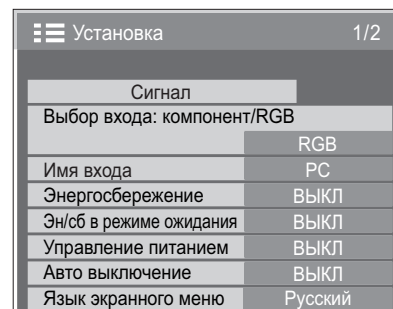 Установка 1/2
Сигнал
Выбор входа: компонент/RGB
RGB
Имя входа PC
Энергосбережение ВЫКЛ
Эн/сб в режиме ожидания ВЫКЛ
Управление питанием ВЫКЛ
Авто выключение ВЫКЛ
Язык экранного меню Русский